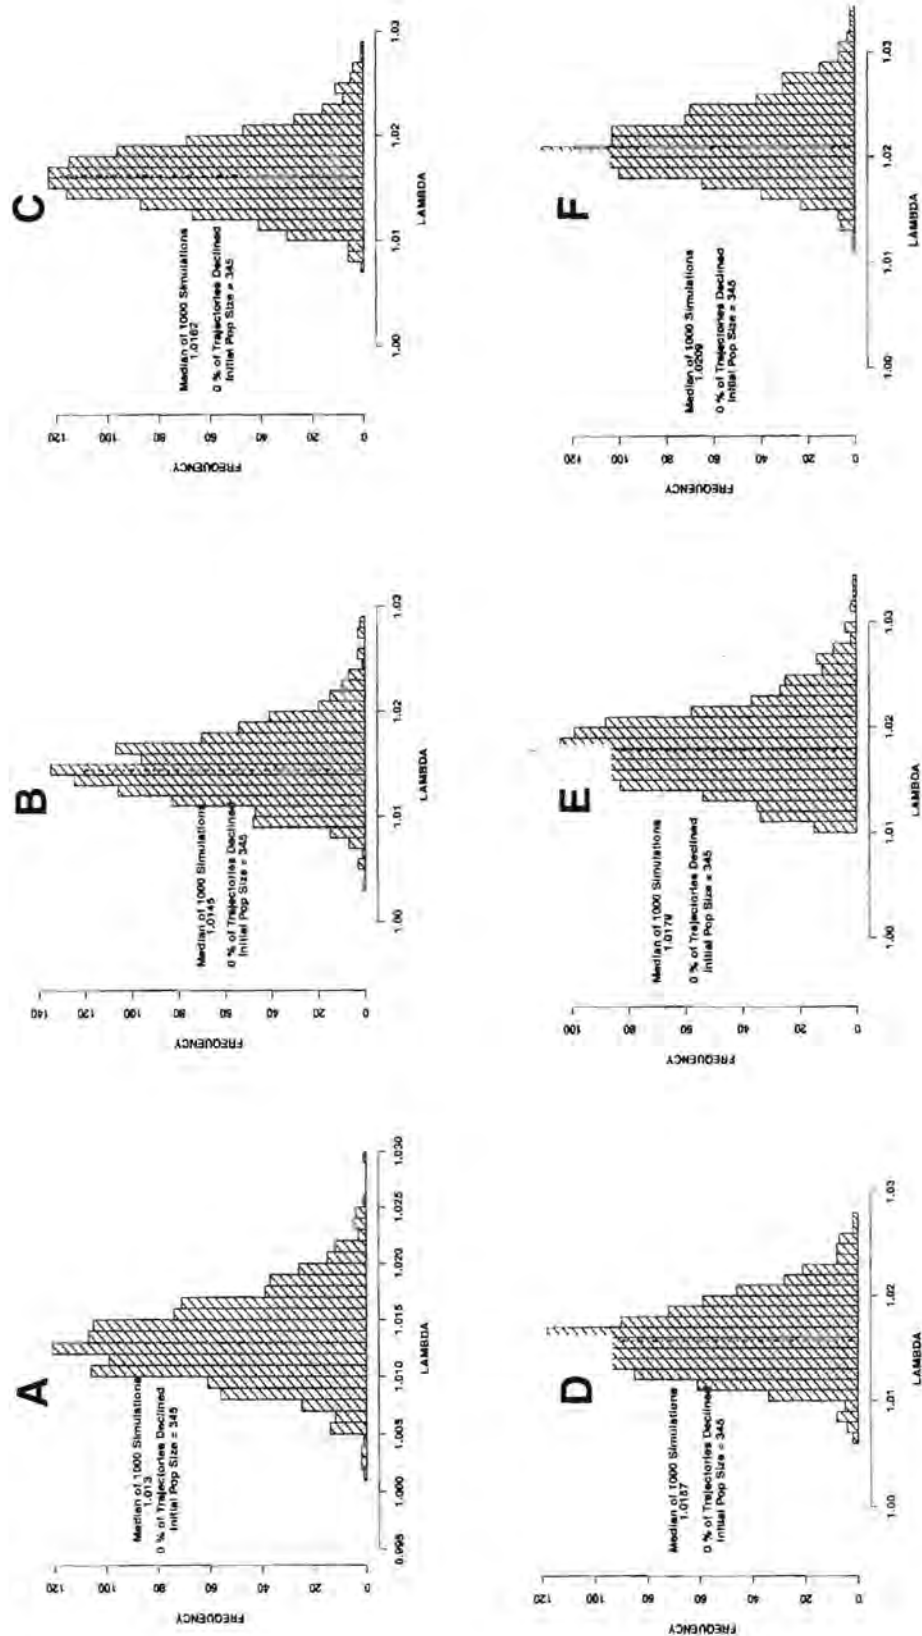 A
120
100
80
60
40
20
0
FREQUENCY
Median of 1000 Simulations
1.013
0 % of Trajectories Declined
Initial Pop Size = 345
0.995 1.000 1.005 1.010 1.015 1.020 1.025 1.030
LAMBDA
B
140
120
100
80
60
40
20
0
FREQUENCY
Median of 1000 Simulations
1.0145
0 % of Trajectories Declined
Initial Pop Size = 345
1.00 1.01 1.02 1.03
LAMBDA
C
120
100
80
60
40
20
0
FREQUENCY
Median of 1000 Simulations
1.0162
0 % of Trajectories Declined
Initial Pop Size = 345
1.00 1.01 1.02 1.03
LAMBDA
D
120
100
80
60
40
20
0
FREQUENCY
Median of 1000 Simulations
1.0157
0 % of Trajectories Declined
Initial Pop Size = 345
1.00 1.01 1.02 1.03
LAMBDA
E
100
80
60
40
20
0
FREQUENCY
Median of 1000 Simulations
1.0179
0 % of Trajectories Declined
Initial Pop Size = 345
1.00 1.01 1.02 1.03
LAMBDA
F
120
100
80
60
40
20
0
FREQUENCY
Median of 1000 Simulations
1.0209
0 % of Trajectories Declined
Initial Pop Size = 345
1.00 1.01 1.02 1.03
LAMBDA